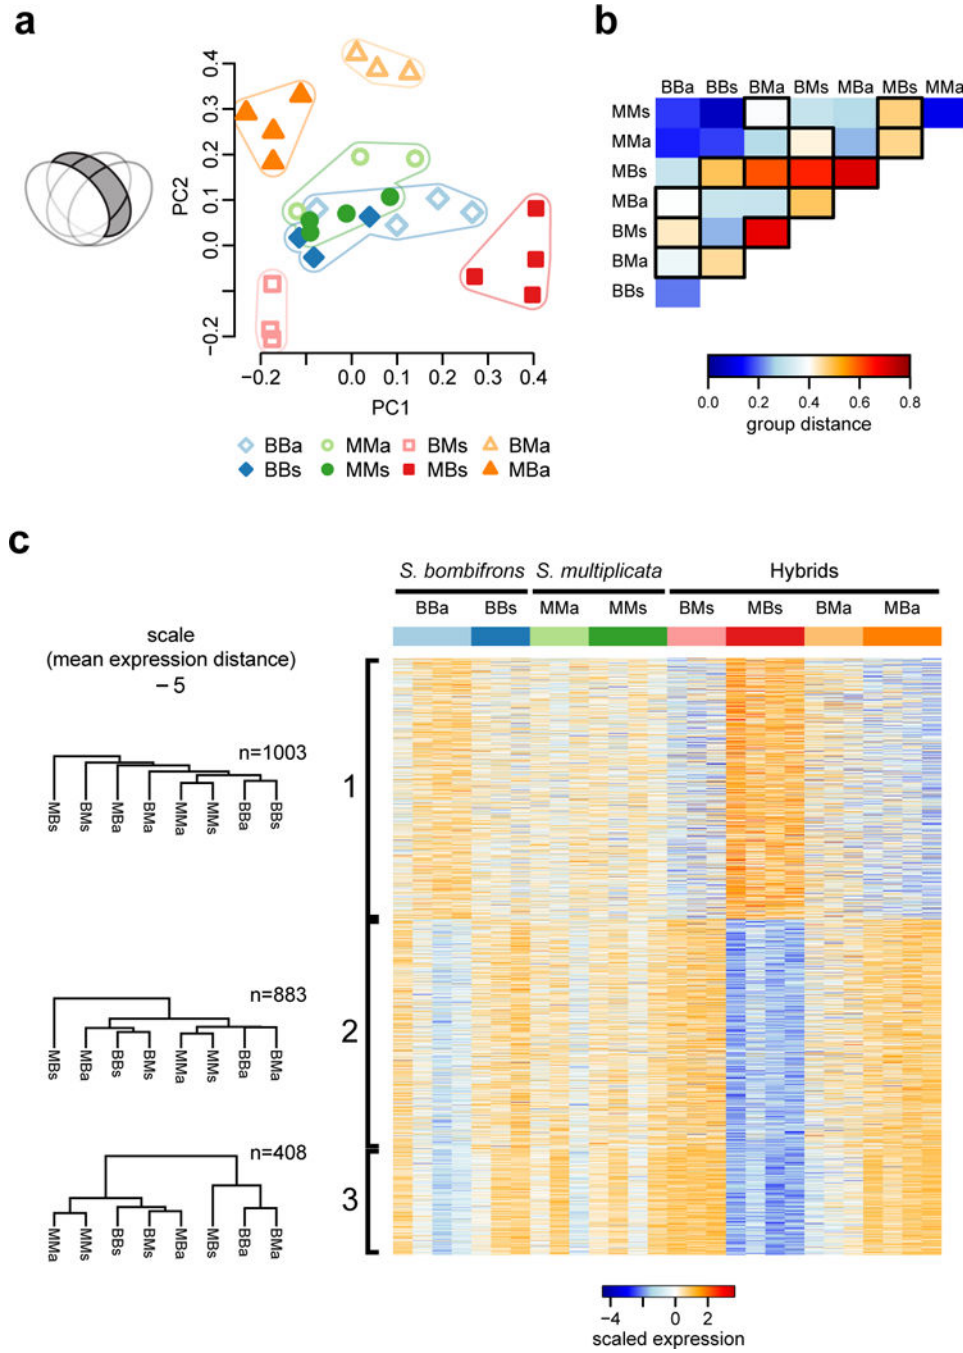 a
0.4
0.3
0.2
0.1
0.0
−0.2
PC2
−0.2
0.0
0.1
0.2
0.3
0.4
PC1
BBa MMa BMs BMa
BBs MMs MBs MBa
b
BBa BBs BMa BMs MBa MBs MMa
MMs
MMa
MBs
MBa
BMs
BMa
BBs
0.0 0.2 0.4 0.6 0.8
group distance
c
S. bombifrons S. multiplicata Hybrids
BBa BBs MMa MMs BMs MBs BMa MBa
scale
(mean expression distance)
– 5
n=1003
MBs BMs MBa BMa MMa MMs BBa BBs
1
n=883
MBs MBa BBs BMs MMa MMs BBa BMa
2
n=408
MMa MMs BBs BMs MBa MBs BBa BMa
3
−4 0 2
scaled expression